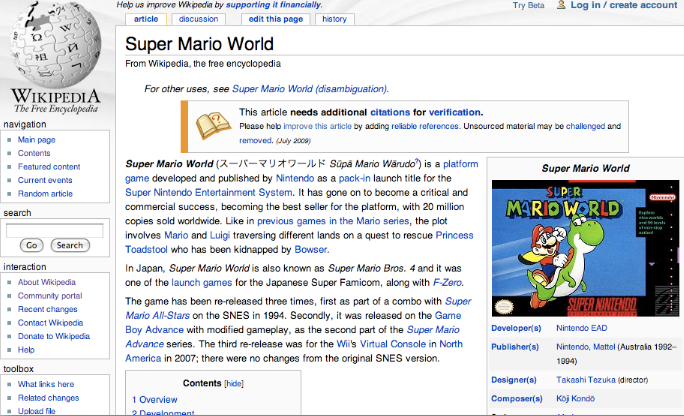 Help us improve Wikipedia by supporting it financially.
Try Beta
Log in / create account
article
discussion
edit this page
history
WIKIPEDIA
The Free Encyclopedia
navigation
Main page
Contents
Featured content
Current events
Random article
search
Go
Search
interaction
About Wikipedia
Community portal
Recent changes
Contact Wikipedia
Donate to Wikipedia
Help
toolbox
What links here
Related changes
Upload file
Super Mario World
From Wikipedia, the free encyclopedia
For other uses, see Super Mario World (disambiguation).
This article needs additional citations for verification.
Please help improve this article by adding reliable references. Unsourced material may be challenged and
removed. (July 2009)
Super Mario World (スーパーマリオワールド Sūpā Mario Wārudo?) is a platform
game developed and published by Nintendo as a pack-in launch title for the
Super Nintendo Entertainment System. It has gone on to become a critical and
commercial success, becoming the best seller for the platform, with 20 million
copies sold worldwide. Like in previous games in the Mario series, the plot
involves Mario and Luigi traversing different lands on a quest to rescue Princess
Toadstool who has been kidnapped by Bowser.
In Japan, Super Mario World is also known as Super Mario Bros. 4 and it was
one of the launch games for the Japanese Super Famicom, along with F-Zero.
The game has been re-released three times, first as part of a combo with Super
Mario All-Stars on the SNES in 1994. Secondly, it was released on the Game
Boy Advance with modified gameplay, as the second part of the Super Mario
Advance series. The third re-release was for the Wii's Virtual Console in North
America in 2007; there were no changes from the original SNES version.
Contents [hide]
1 Overview
2 Development
Super Mario World
SUPER
MARIO WORLD
Nintendo
Explore
new worlds
and 96 levels
of non-stop
action!
SUPER NINTENDO
Developer(s) Nintendo EAD
Publisher(s) Nintendo, Mattel (Australia 1992–
1994)
Designer(s) Takashi Tezuka (director)
Composer(s) Kōji Kondō